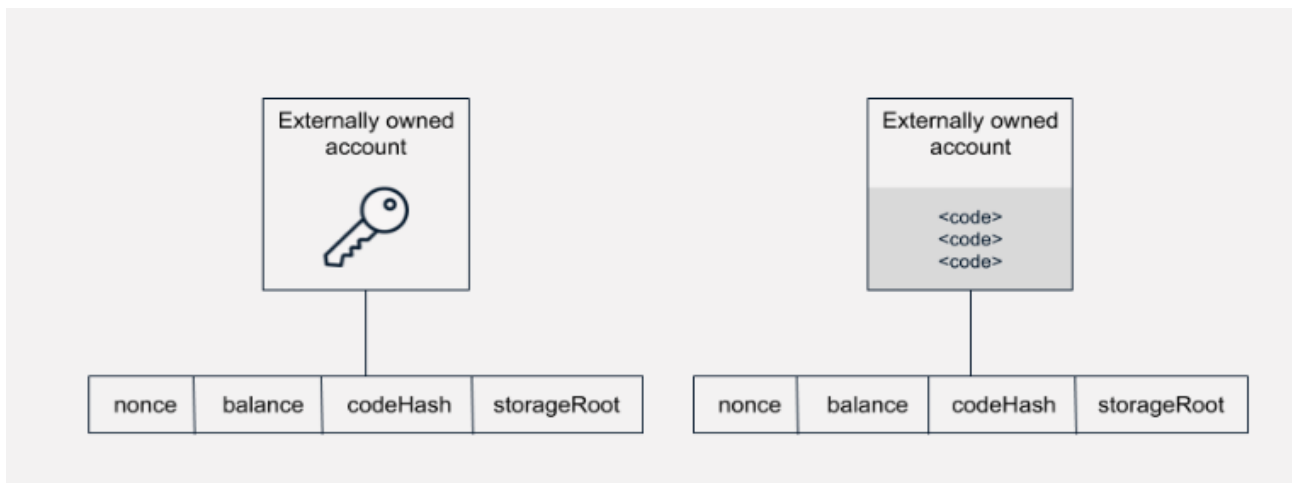 Externally owned
account
nonce balance codeHash storageRoot
Externally owned
account
<code>
<code>
<code>
nonce balance codeHash storageRoot